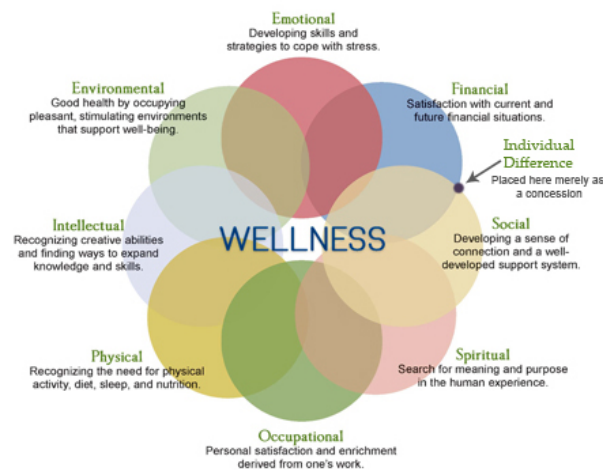 Emotional
Developing skills and
strategies to cope with stress.
Environmental
Good health by occupying
pleasant, stimulating environments
that support well-being.
Financial
Satisfaction with current and
future financial situations.
Individual
Difference
Placed here merely as
a concession
WELLNESS
Intellectual
Recognizing creative abilities
and finding ways to expand
knowledge and skills.
Social
Developing a sense of
connection and a well-
developed support system.
Physical
Recognizing the need for physical
activity, diet, sleep, and nutrition.
Spiritual
Search for meaning and purpose
in the human experience.
Occupational
Personal satisfaction and enrichment
derived from one's work.